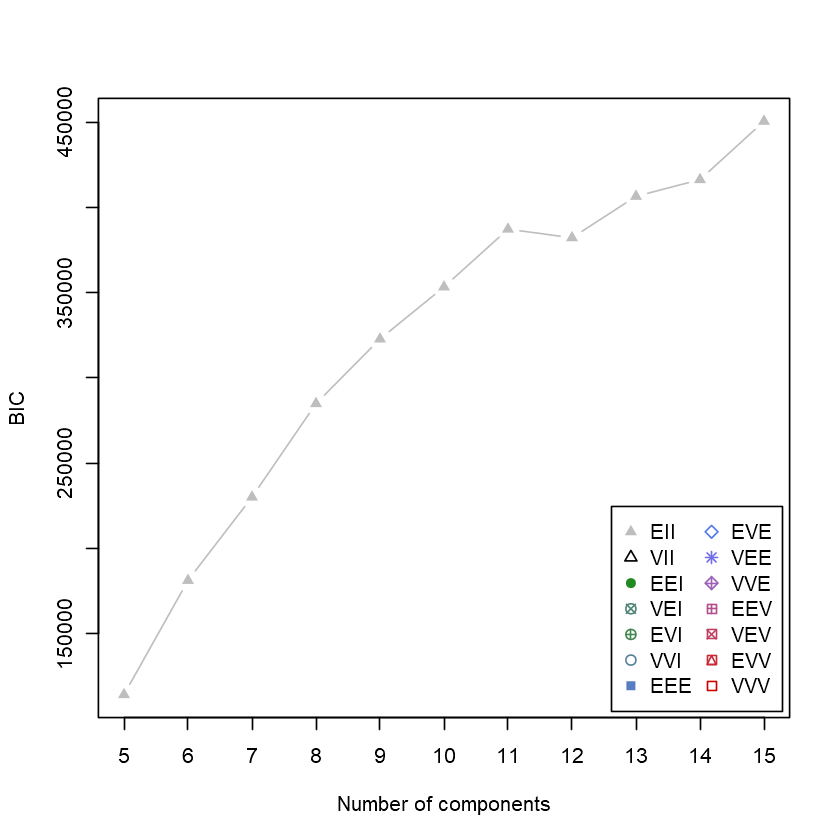 450000
350000
250000
150000
BIC
5 6 7 8 9 10 11 12 13 14 15
Number of components
EII EVE
VII VEE
EEI VVE
VEI EEV
EVI VEV
VVI EVV
EEE VVV